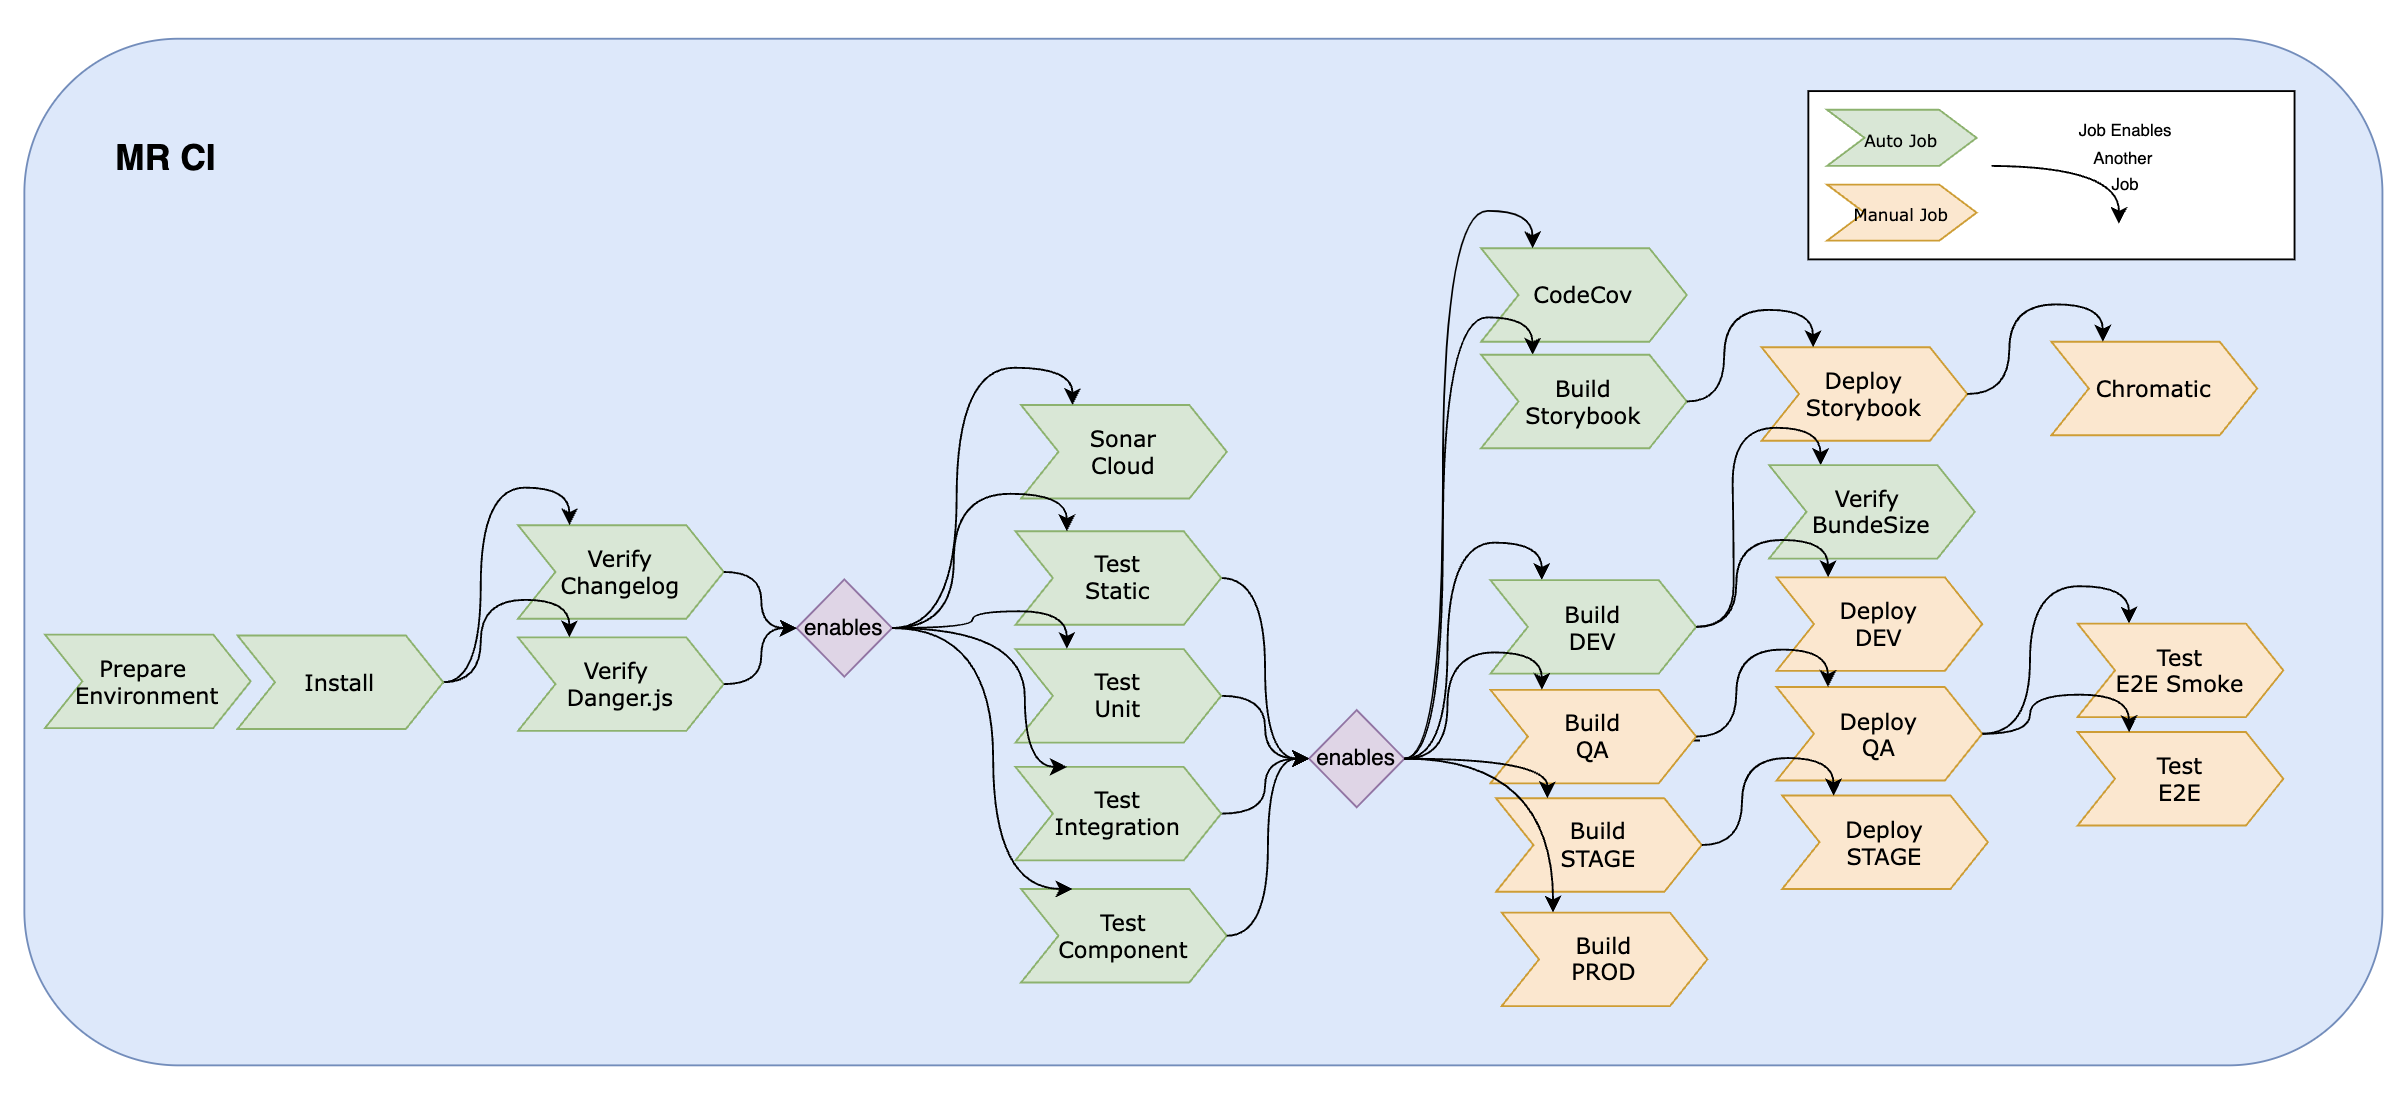 MR CI
Auto Job
Manual Job
Job Enables
Another
Job
Prepare
Environment
Install
Verify
Changelog
Verify
Danger.js
enables
Sonar
Cloud
Test
Static
Test
Unit
Test
Integration
Test
Component
enables
CodeCov
Build
Storybook
Build
DEV
Build
QA
Build
STAGE
Build
PROD
Deploy
Storybook
Verify
BundeSize
Deploy
DEV
Deploy
QA
Deploy
STAGE
Chromatic
Test
E2E Smoke
Test
E2E